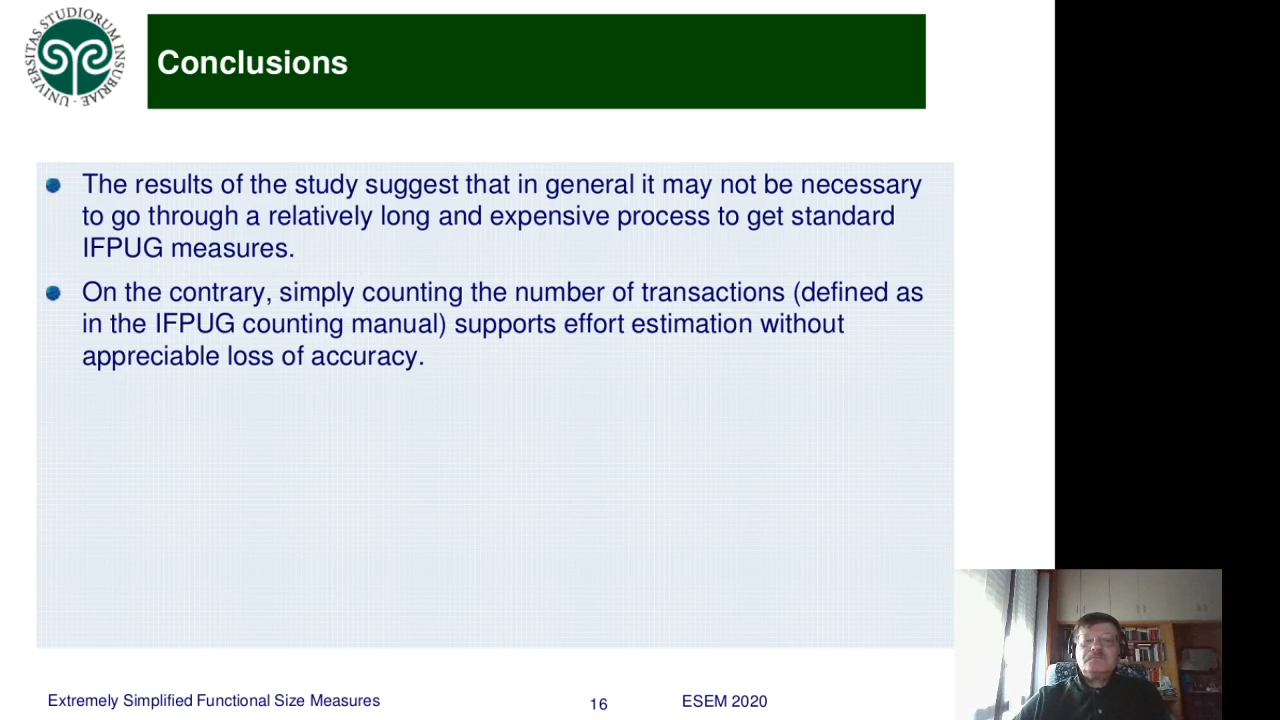 UNIVERSITAS STUDIORUM INSUBRIAE
Conclusions
The results of the study suggest that in general it may not be necessary
to go through a relatively long and expensive process to get standard
IFPUG measures.
On the contrary, simply counting the number of transactions (defined as
in the IFPUG counting manual) supports effort estimation without
appreciable loss of accuracy.
Extremely Simplified Functional Size Measures
16
ESEM 2020